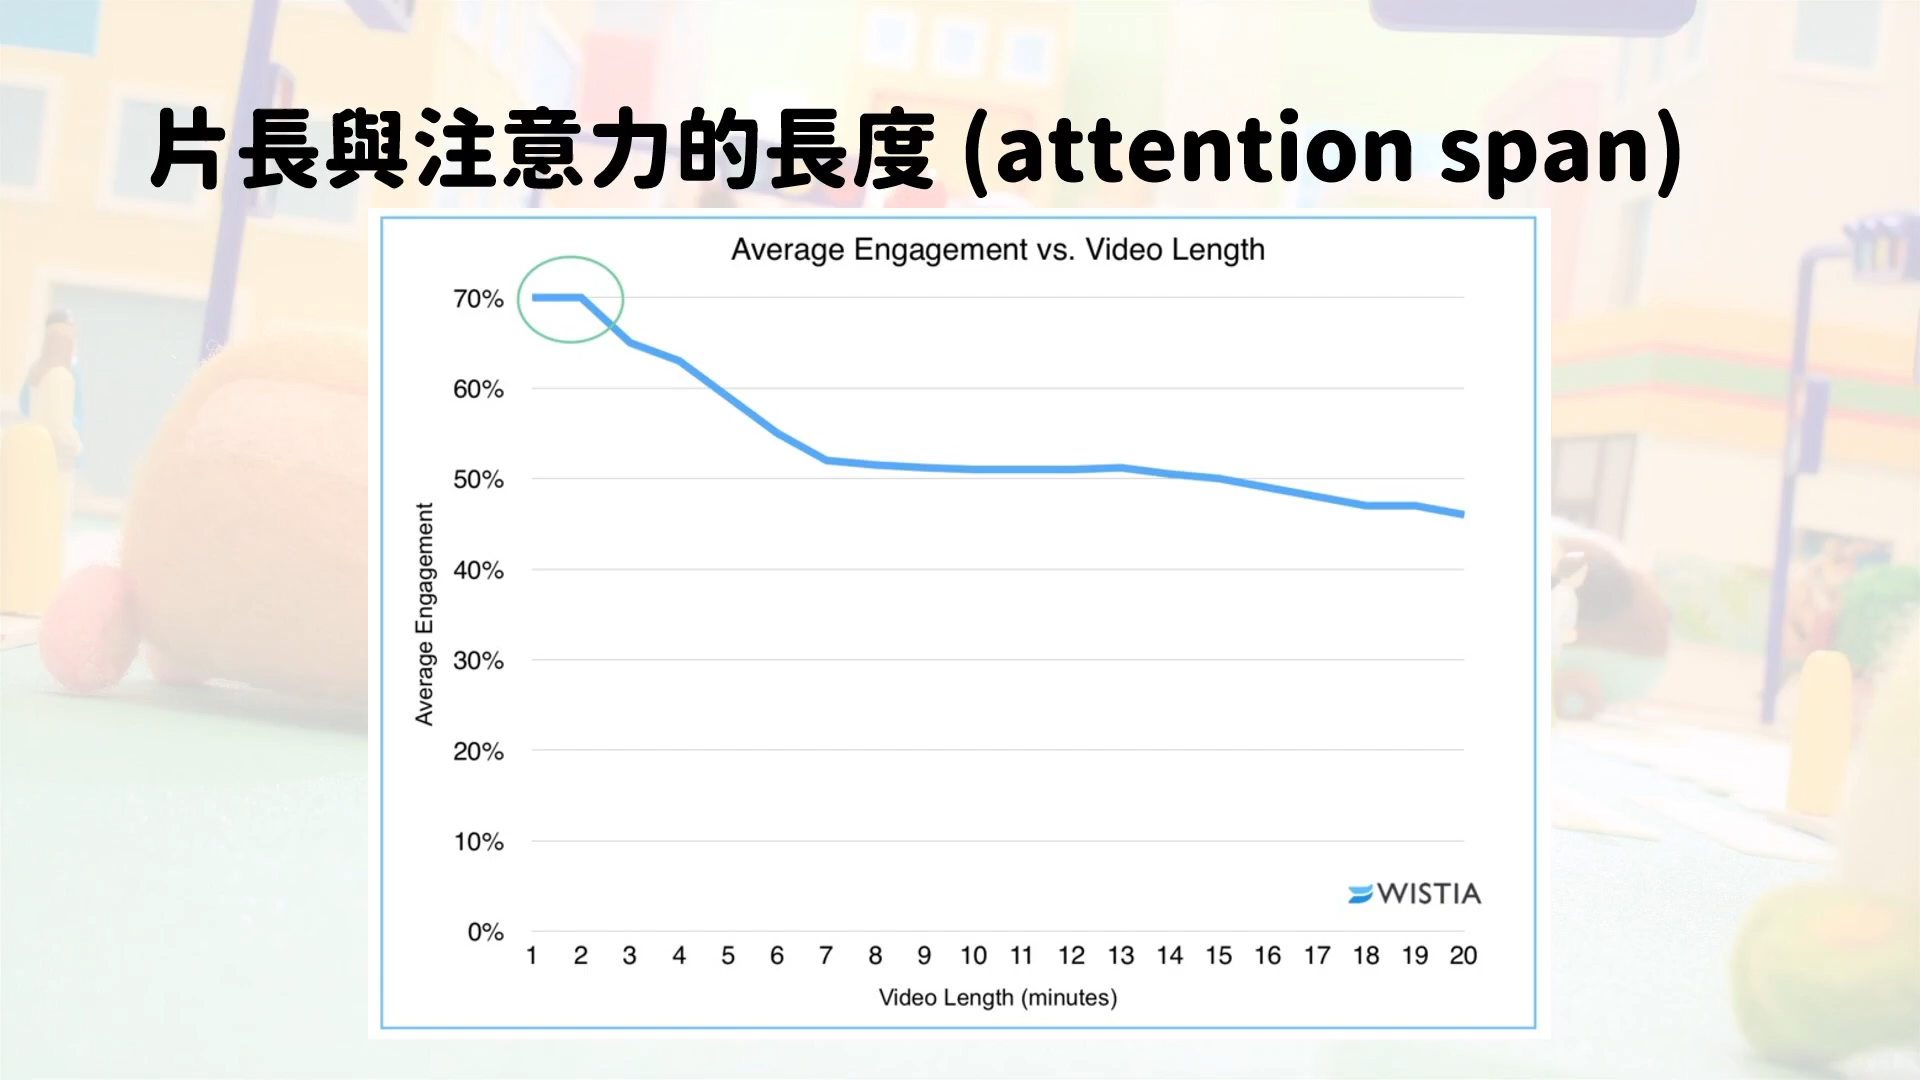 片長與注意力的長度 (attention span)
Average Engagement vs. Video Length
70%
60%
50%
40%
30%
20%
10%
0%
Average Engagement
WISTIA
1 2 3 4 5 6 7 8 9 10 11 12 13 14 15 16 17 18 19 20
Video Length (minutes)